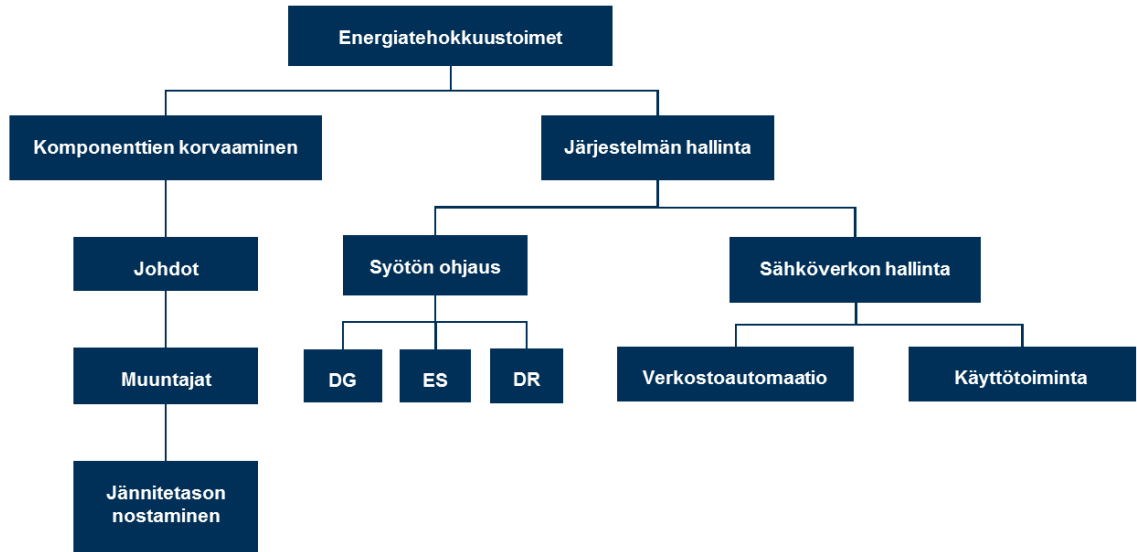 Energiatehokkuustoimet
Komponenttien korvaaminen
Järjestelmän hallinta
Johdot
Syötön ohjaus
Sähköverkon hallinta
Muuntajat
DG
ES
DR
Verkostoautomaatio
Käyttötoiminta
Jännitetason
nostaminen